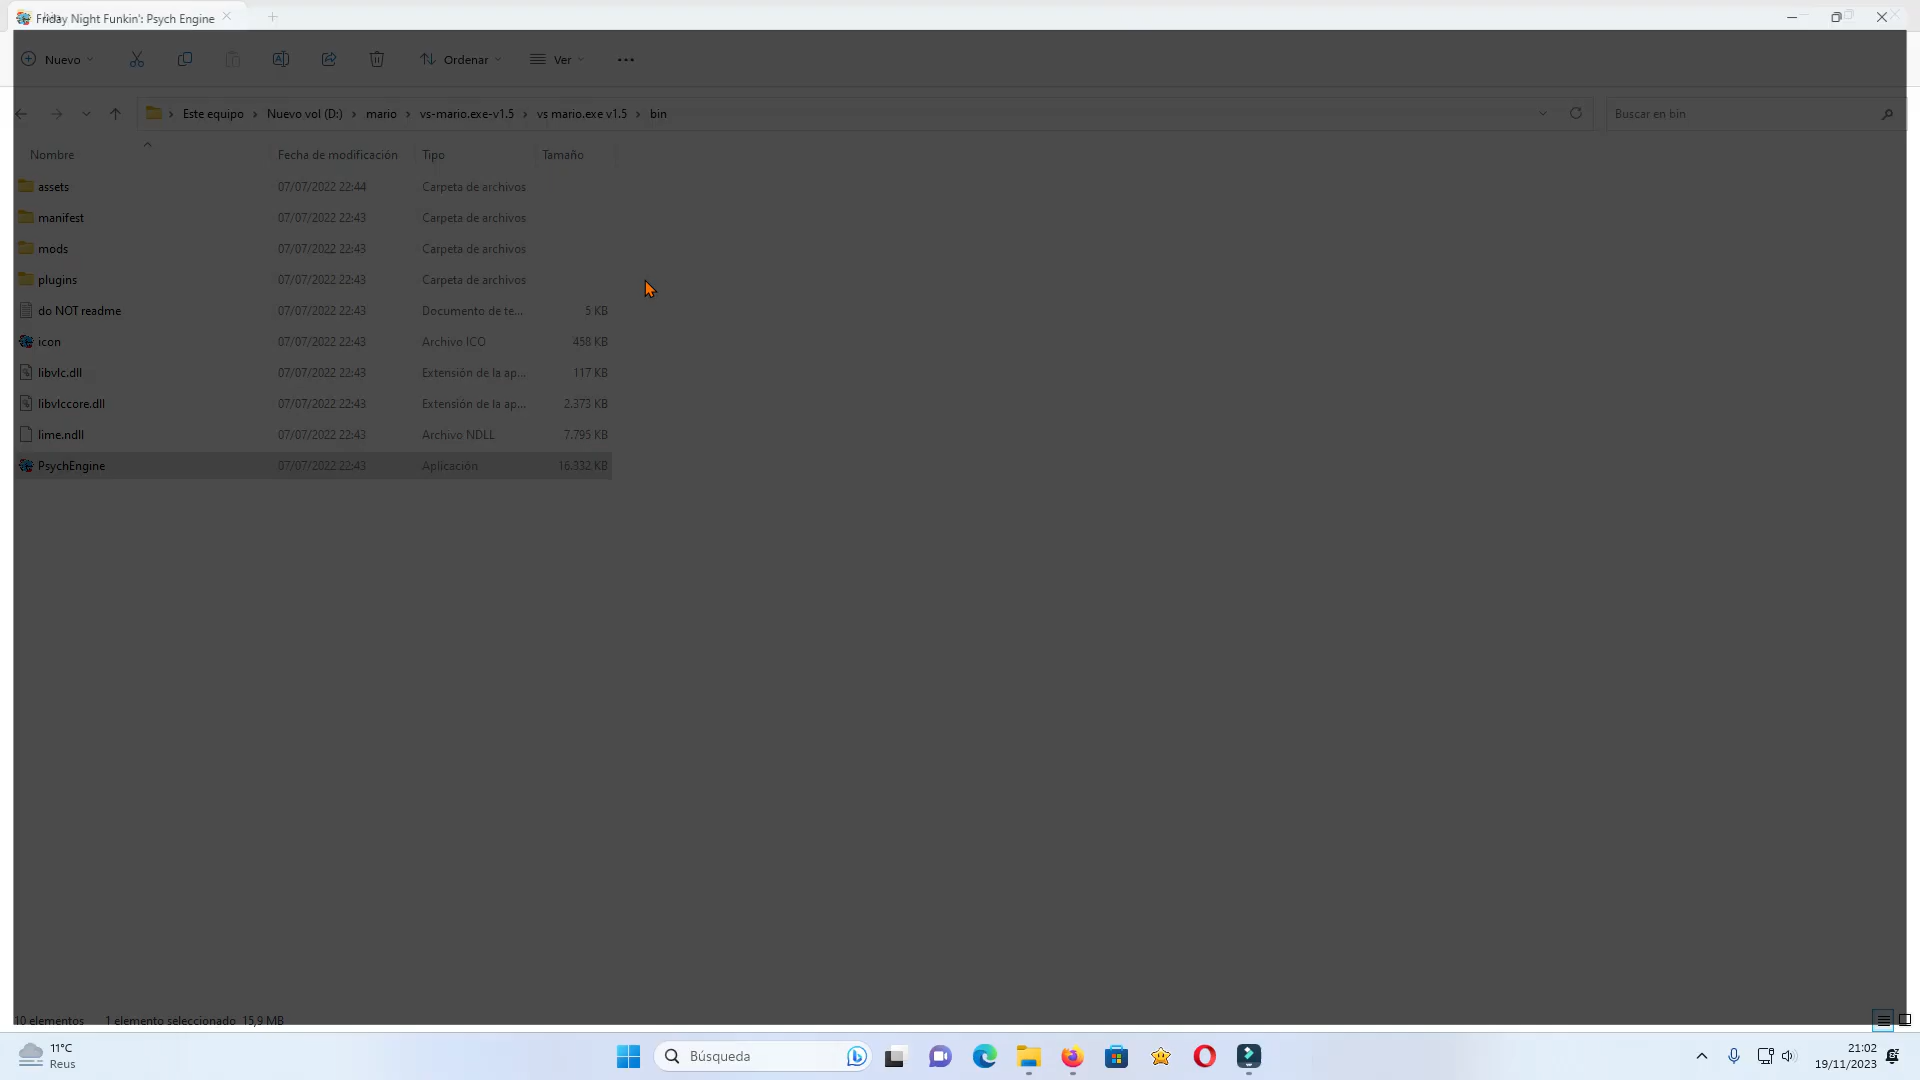 Friday Night Funkin': Psych Engine
Nuevo
Ordenar
Ver
Este equipo > Nuevo vol (D:) > mario > vs-mario.exe-v1.5 > vs mario.exe v1.5 > bin
Buscar en bin
Nombre Fecha de modificación Tipo Tamaño
assets 07/07/2022 22:44 Carpeta de archivos
manifest 07/07/2022 22:43 Carpeta de archivos
mods 07/07/2022 22:43 Carpeta de archivos
plugins 07/07/2022 22:43 Carpeta de archivos
do NOT readme 07/07/2022 22:43 Documento de te... 5 KB
icon 07/07/2022 22:43 Archivo ICO 458 KB
libvlc.dll 07/07/2022 22:43 Extensión de la ap... 117 KB
libvlccore.dll 07/07/2022 22:43 Extensión de la ap... 2.373 KB
lime.ndll 07/07/2022 22:43 Archivo NDLL 7.795 KB
PsychEngine 07/07/2022 22:43 Aplicación 16.332 KB
10 elementos 1 elemento seleccionado 15,9 MB
11°C
Reus
Búsqueda
21:02
19/11/2023